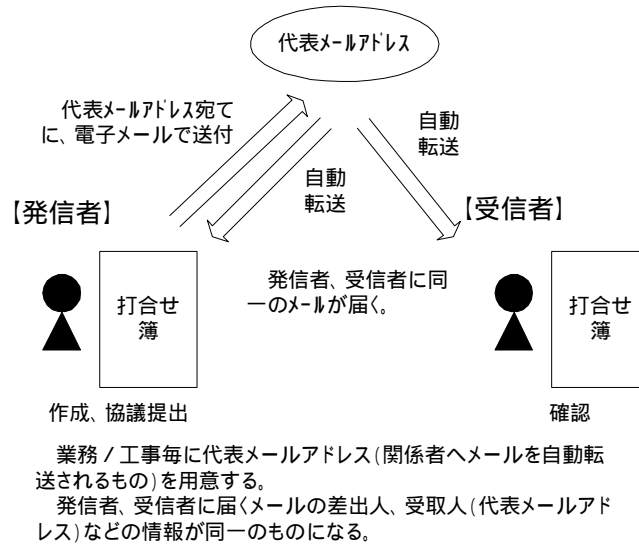 代表メールアドレス
代表メールアドレス宛て
に、電子メールで送付
自動
転送
自動
転送
【発信者】
【受信者】
打合せ
簿
発信者、受信者に同
一のメールが届く。
打合せ
簿
作成、協議提出
確認
業務/工事毎に代表メールアドレス(関係者へメールを自動転
送されるもの)を用意する。
発信者、受信者に届くメールの差出人、受取人(代表メールアド
レス)などの情報が同一のものになる。